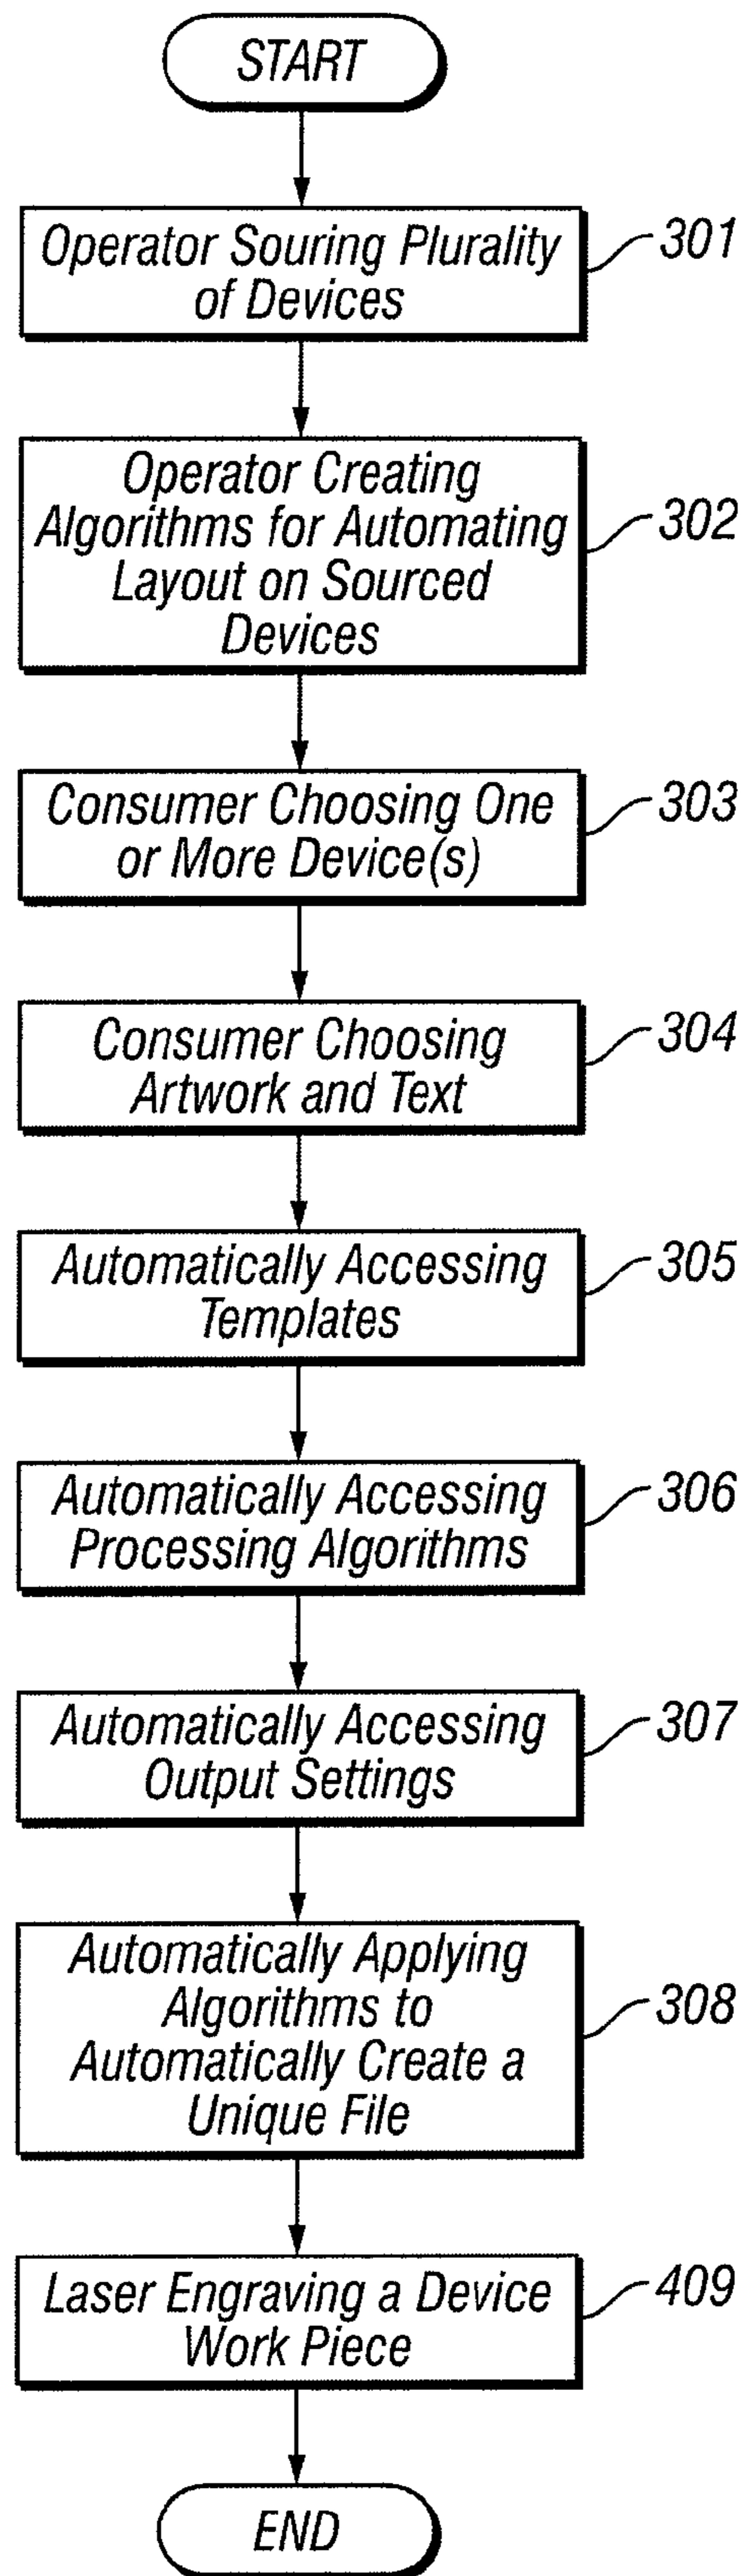 START
Operator Souring Plurality
of Devices
301
Operator Creating
Algorithms for Automating
Layout on Sourced
Devices
302
Consumer Choosing One
or More Device(s)
303
Consumer Choosing
Artwork and Text
304
Automatically Accessing
Templates
305
Automatically Accessing
Processing Algorithms
306
Automatically Accessing
Output Settings
307
Automatically Applying
Algorithms to
Automatically Create a
Unique File
308
Laser Engraving a Device
Work Piece
409
END